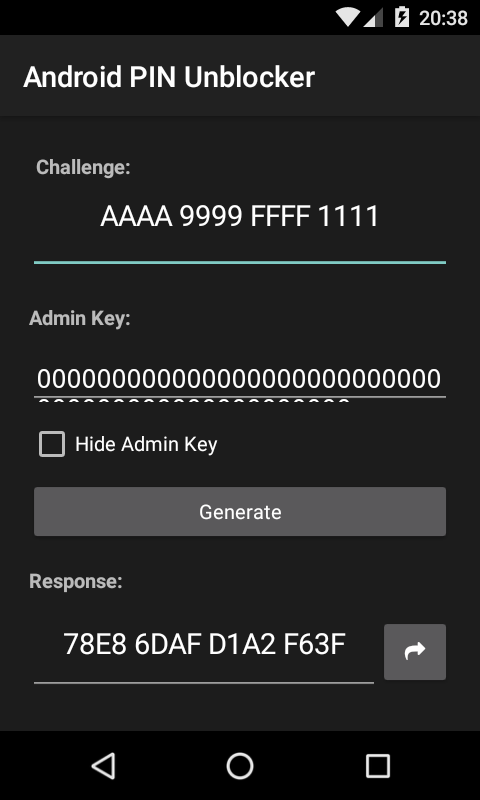 20:38
Android PIN Unblocker
Challenge:
AAAA 9999 FFFF 1111
Admin Key:
000000000000000000000000000
Hide Admin Key
Generate
Response:
78E8 6DAF D1A2 F63F